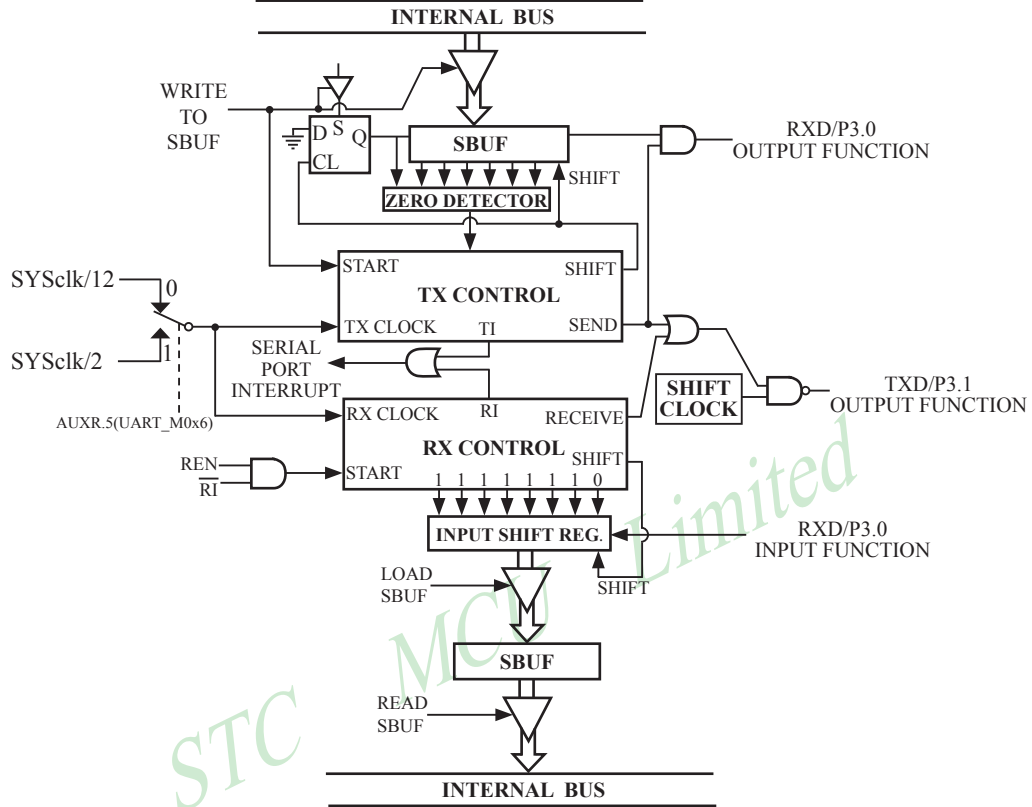 INTERNAL BUS
WRITE
TO
SBUF
D S Q
CL
SBUF
SHIFT
ZERO DETECTOR
RXD/P3.0
OUTPUT FUNCTION
START
SHIFT
TX CONTROL
TX CLOCK
TI
SEND
SYSclk/12
0
SYSclk/2
1
AUXR.5(UART_M0x6)
SERIAL
PORT
INTERRUPT
SHIFT
CLOCK
TXD/P3.1
OUTPUT FUNCTION
RX CLOCK
RI
RECEIVE
RX CONTROL
SHIFT
START
1 1 1 1 1 1 1 0
REN
R̅I̅
INPUT SHIFT REG.
RXD/P3.0
INPUT FUNCTION
SHIFT
LOAD
SBUF
SBUF
READ
SBUF
INTERNAL BUS
STC MCU Limited